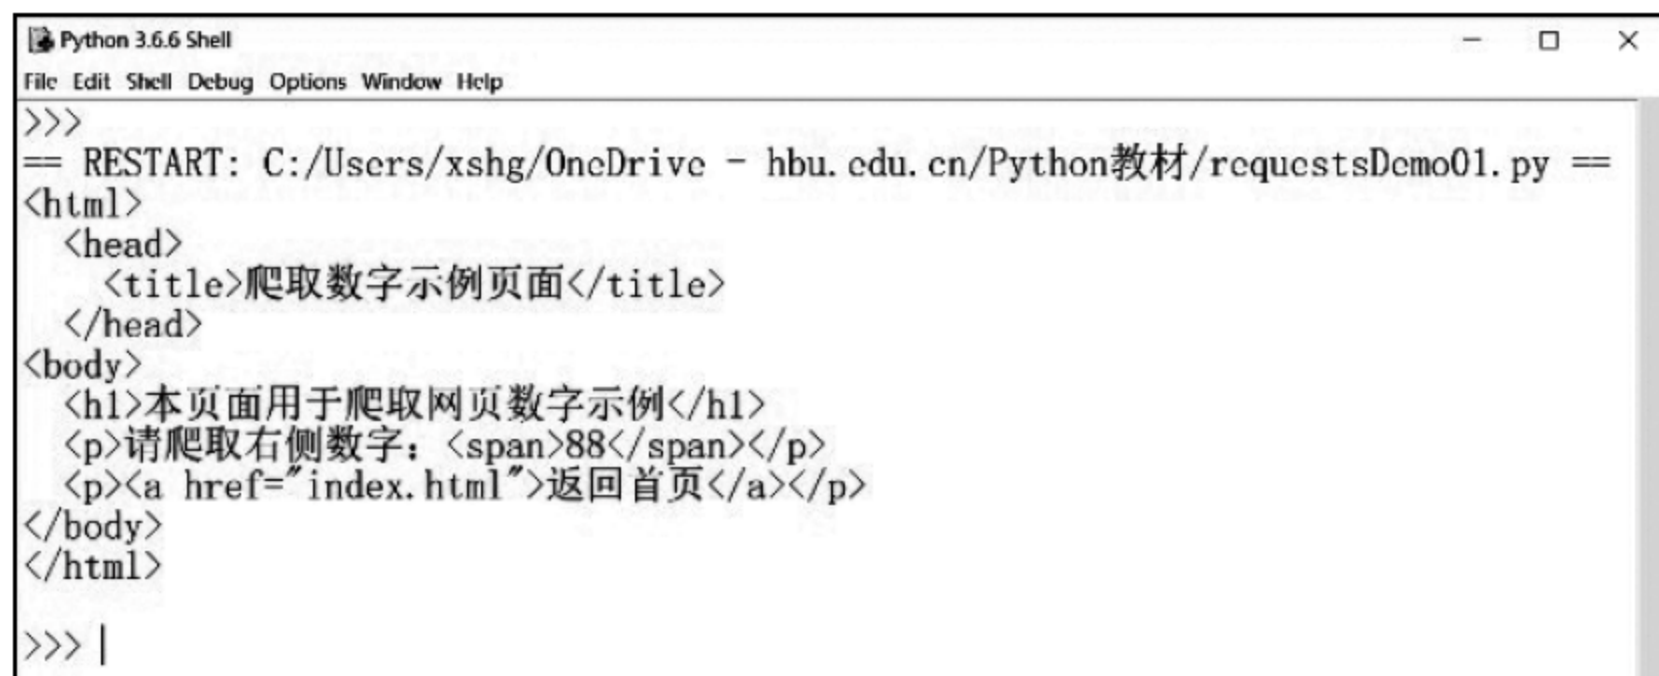 Python 3.6.6 Shell
File Edit Shell Debug Options Window Help
>>>
== RESTART: C:/Users/xshg/OneDrive - hbu.edu.cn/Python教材/requestsDemo01.py ==
<html>
  <head>
    <title>爬取数字示例页面</title>
  </head>
<body>
  <h1>本页面用于爬取网页数字示例</h1>
  <p>请爬取右侧数字：<span>88</span></p>
  <p><a href="index.html">返回首页</a></p>
</body>
</html>
>>>